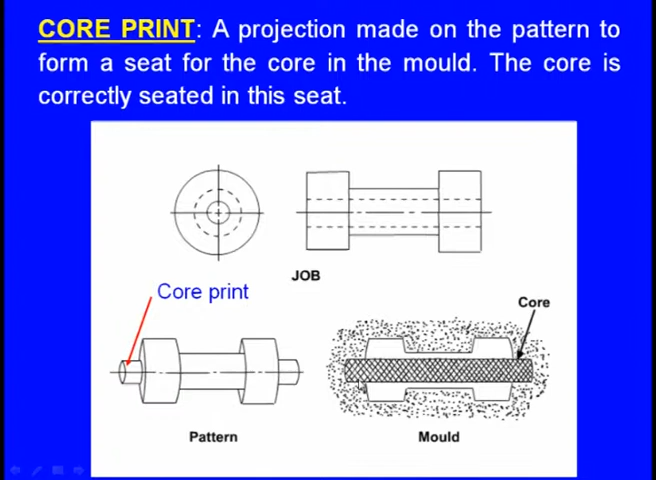 CORE PRINT: A projection made on the pattern to
form a seat for the core in the mould. The core is
correctly seated in this seat.
JOB
Core print
Core
Pattern
Mould